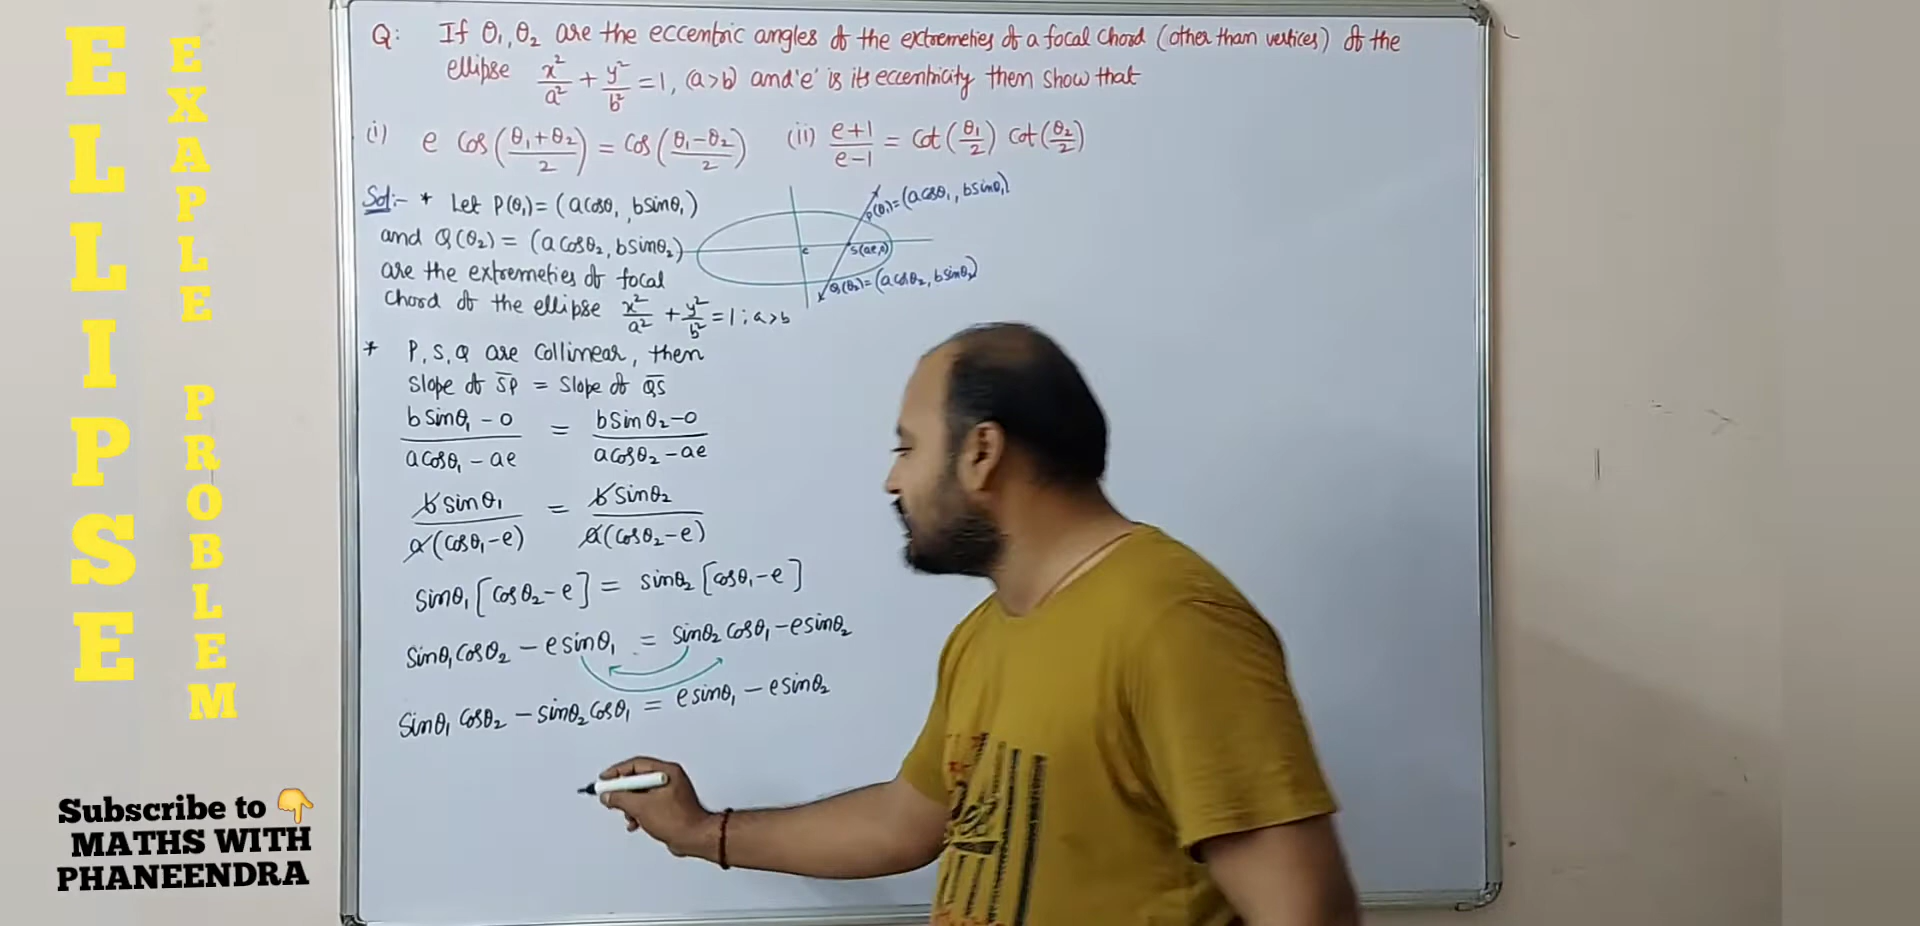 ELLIPSE
EXAPLE PROBLEM
Q: If θ₁, θ₂ are the eccentric angles of the extremeties of a focal chord (other than vertices) of the
ellipse x²/a² + y²/b² = 1, (a>b) and 'e' is its eccentricity then show that
(i) e cos((θ₁+θ₂)/2) = cos((θ₁-θ₂)/2) (ii) (e+1)/(e-1) = cot(θ₁/2) cot(θ₂/2)
Sol:- * Let P(θ₁) = (a cosθ₁, b sinθ₁)
and Q(θ₂) = (a cosθ₂, b sinθ₂)
are the extremeties of focal
chord of the ellipse x²/a² + y²/b² = 1; a>b
P(θ₁) = (a cosθ₁, b sinθ₁)
c
S(ae,0)
Q(θ₂) = (a cosθ₂, b sinθ₂)
* P, S, Q are collinear, then
Slope of SP = Slope of QS
(b sinθ₁ - 0)/(a cosθ₁ - ae) = (b sinθ₂ - 0)/(a cosθ₂ - ae)
b sinθ₁/(a(cosθ₁ - e)) = b sinθ₂/(a(cosθ₂ - e))
sinθ₁[cosθ₂ - e] = sinθ₂[cosθ₁ - e]
sinθ₁ cosθ₂ - e sinθ₁ = sinθ₂ cosθ₁ - e sinθ₂
sinθ₁ cosθ₂ - sinθ₂ cosθ₁ = e sinθ₁ - e sinθ₂
Subscribe to 👇
MATHS WITH
PHANEENDRA